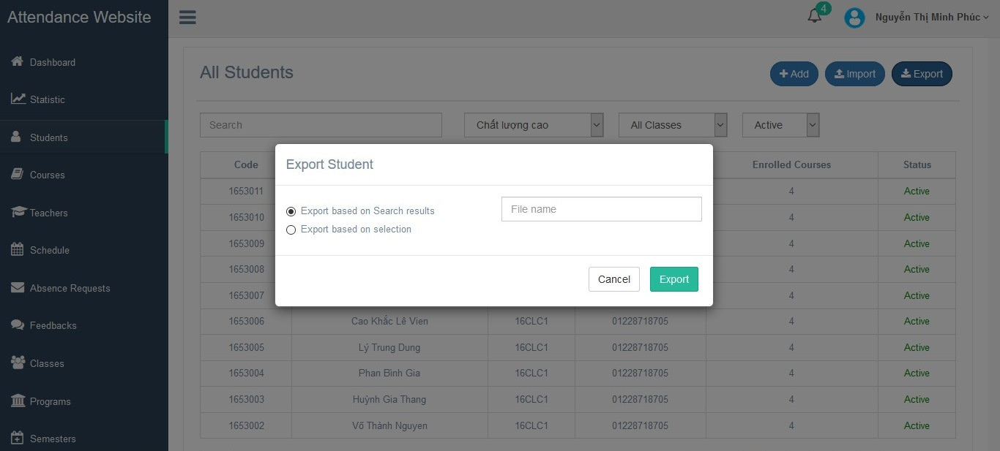 Attendance Website
4
Nguyễn Thị Minh Phúc
Dashboard
Statistic
Students
Courses
Teachers
Schedule
Absence Requests
Feedbacks
Classes
Programs
Semesters
All Students
Add Import Export
Search Chất lượng cao All Classes Active
Code Enrolled Courses Status
1653011 4 Active
1653010 4 Active
1653009 4 Active
1653008 4 Active
1653007 4 Active
1653006 Cao Khắc Lê Vien 16CLC1 01228718705 4 Active
1653005 Lý Trung Dung 16CLC1 01228718705 4 Active
1653004 Phan Bình Gia 16CLC1 01228718705 4 Active
1653003 Huỳnh Gia Thang 16CLC1 01228718705 4 Active
1653002 Võ Thành Nguyen 16CLC1 01228718705 4 Active
Export Student
Export based on Search results File name
Export based on selection
Cancel Export